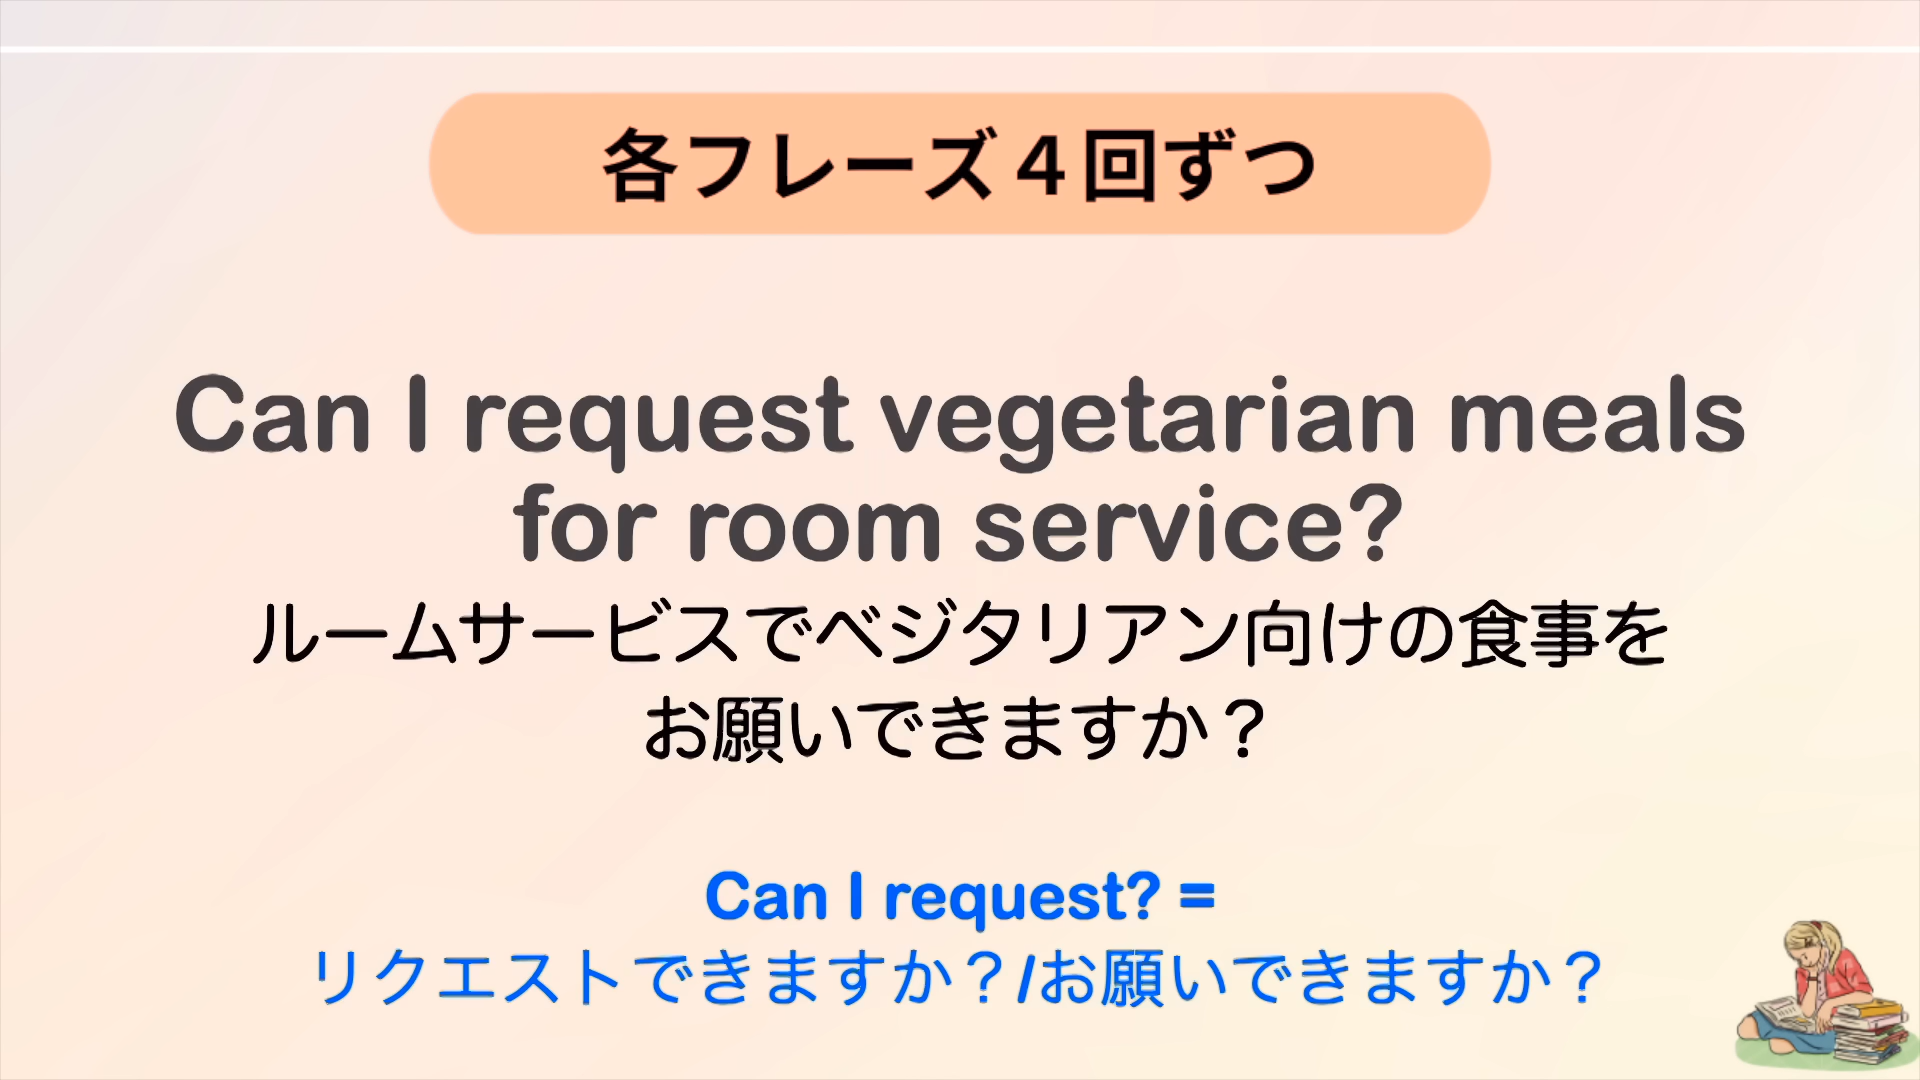 各フレーズ４回ずつ
Can I request vegetarian meals
for room service?
ルームサービスでベジタリアン向けの食事を
お願いできますか？
Can I request? =
リクエストできますか？/お願いできますか？